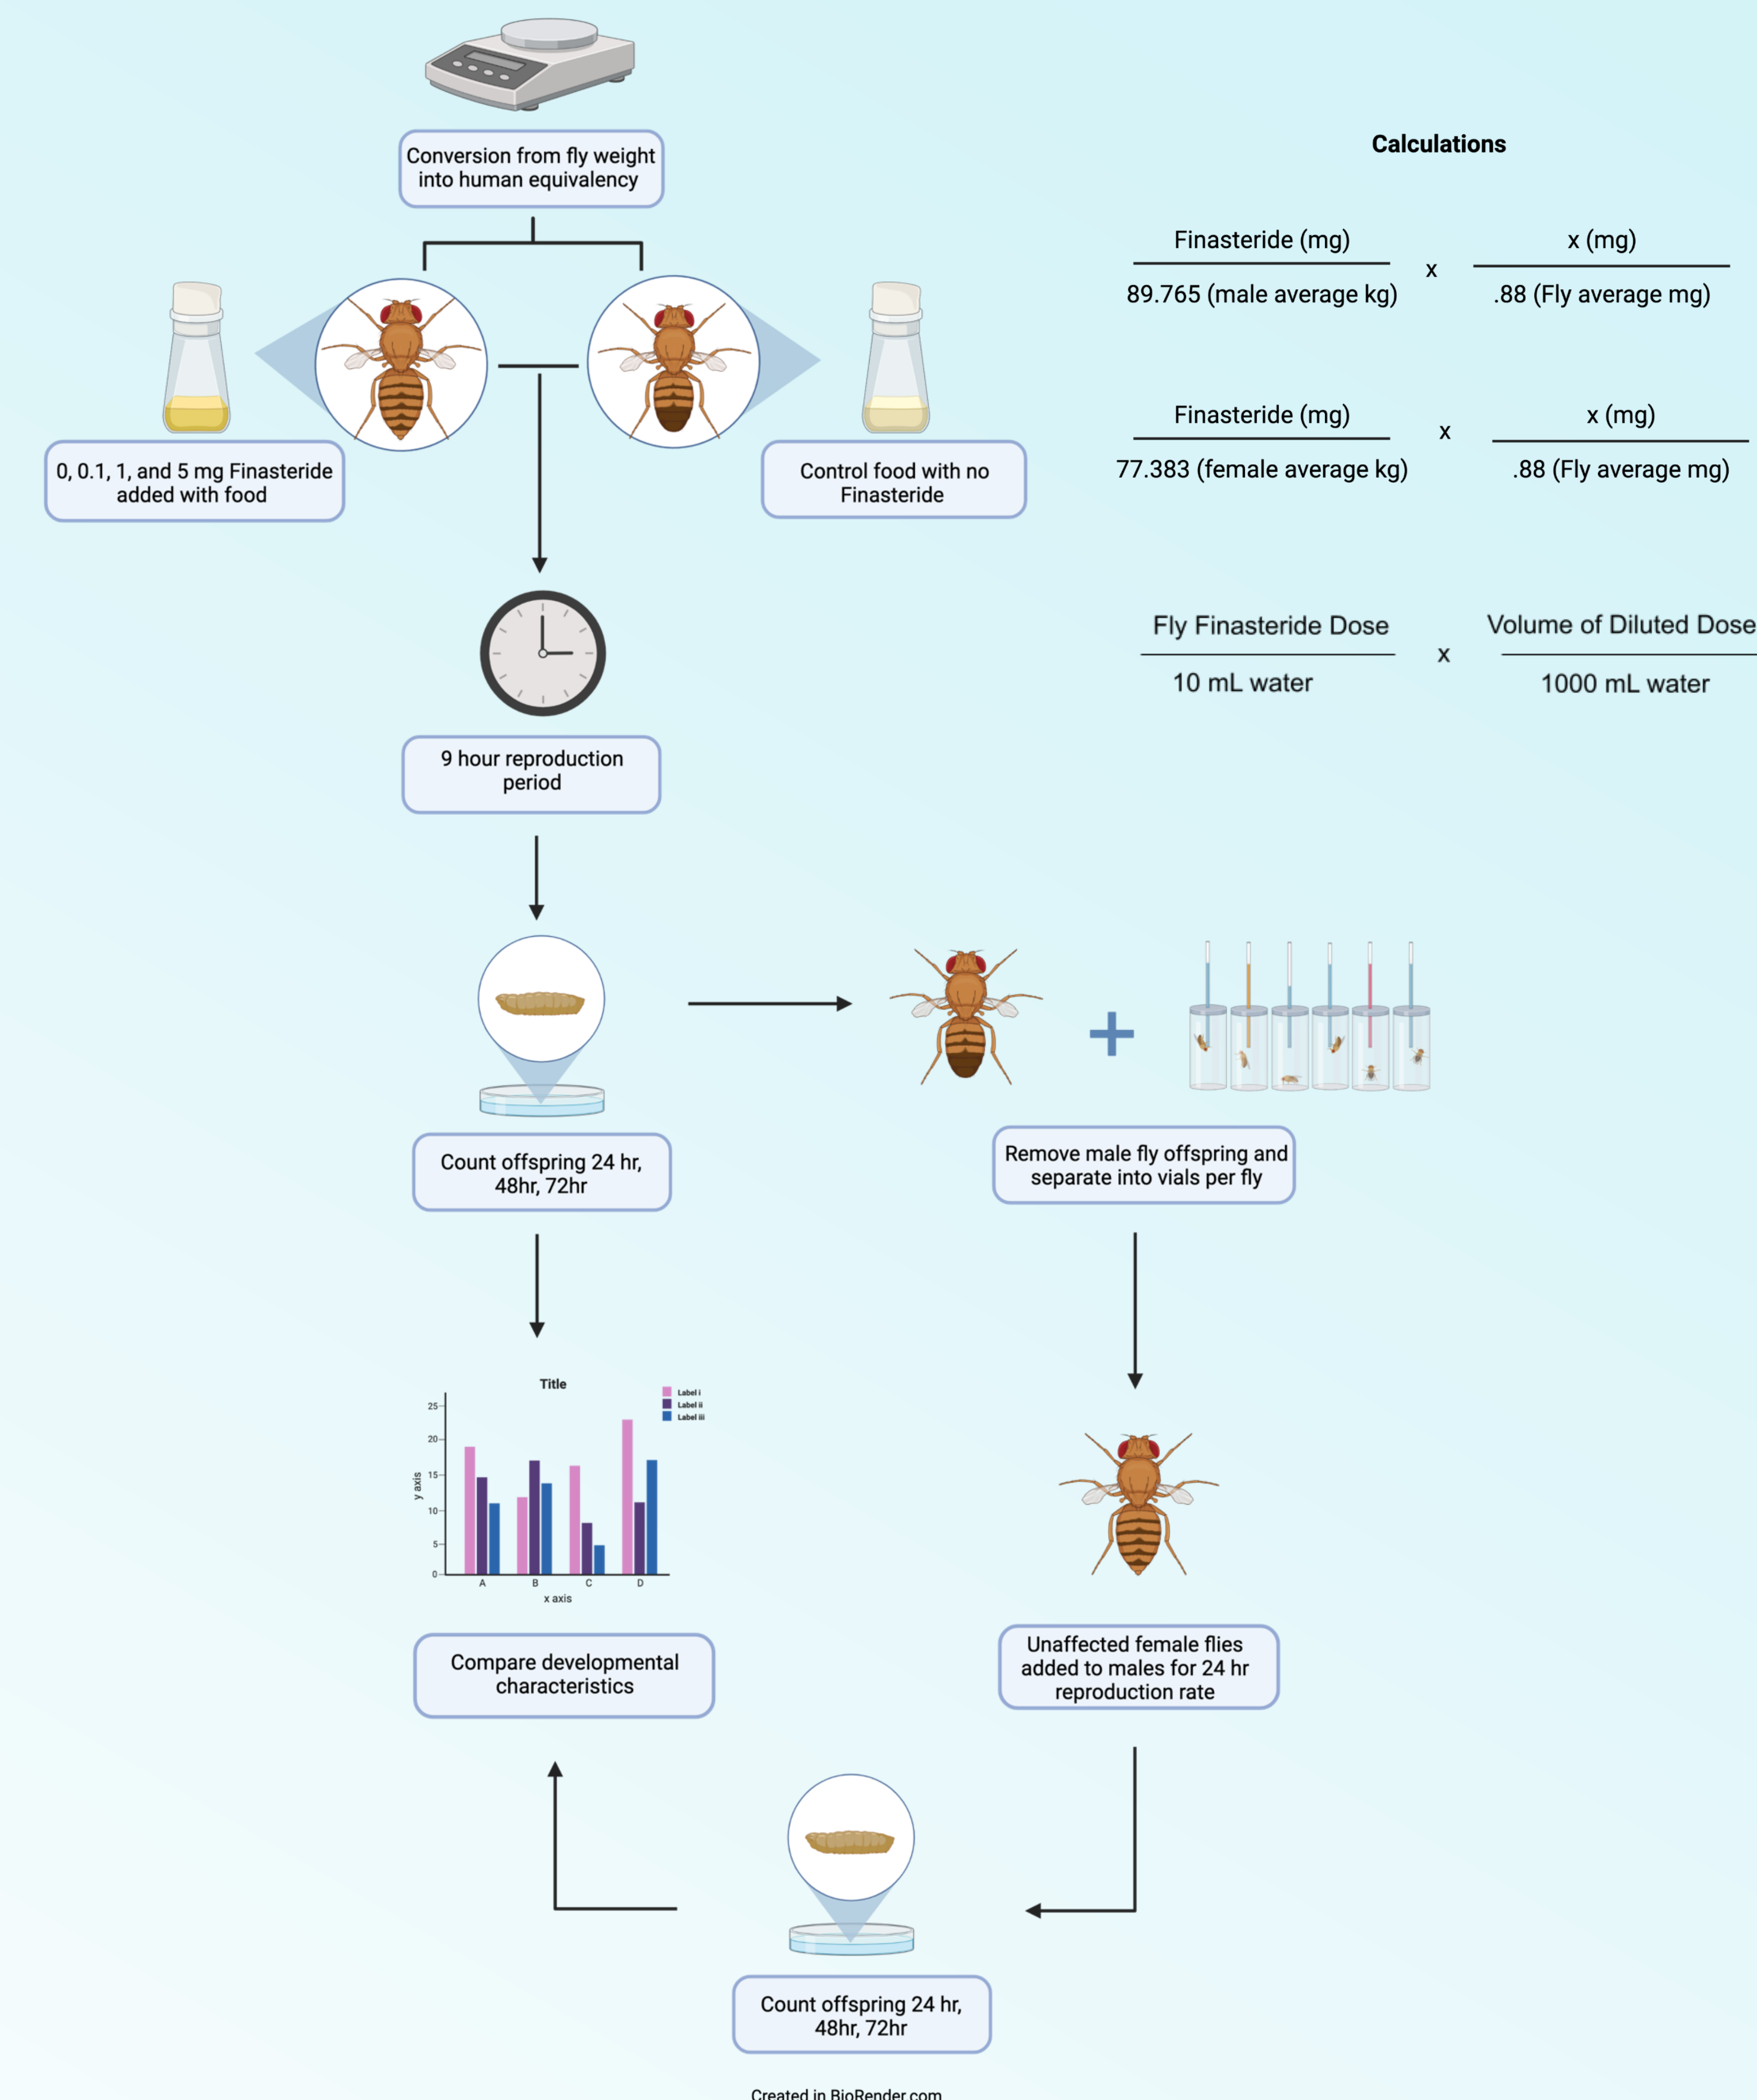 Conversion from fly weight
into human equivalency
0, 0.1, 1, and 5 mg Finasteride
added with food
Control food with no
Finasteride
Calculations
Finasteride (mg)
89.765 (male average kg)
x
x (mg)
.88 (Fly average mg)
Finasteride (mg)
77.383 (female average kg)
x
x (mg)
.88 (Fly average mg)
Fly Finasteride Dose
10 mL water
x
Volume of Diluted Dose
1000 mL water
9 hour reproduction
period
Count offspring 24 hr,
48hr, 72hr
Remove male fly offspring and
separate into vials per fly
Title
Label i
Label ii
Label iii
y axis
25
20
15
10
5
0
A
B
C
D
x axis
Compare developmental
characteristics
Unaffected female flies
added to males for 24 hr
reproduction rate
Count offspring 24 hr,
48hr, 72hr
Created in BioRender.com